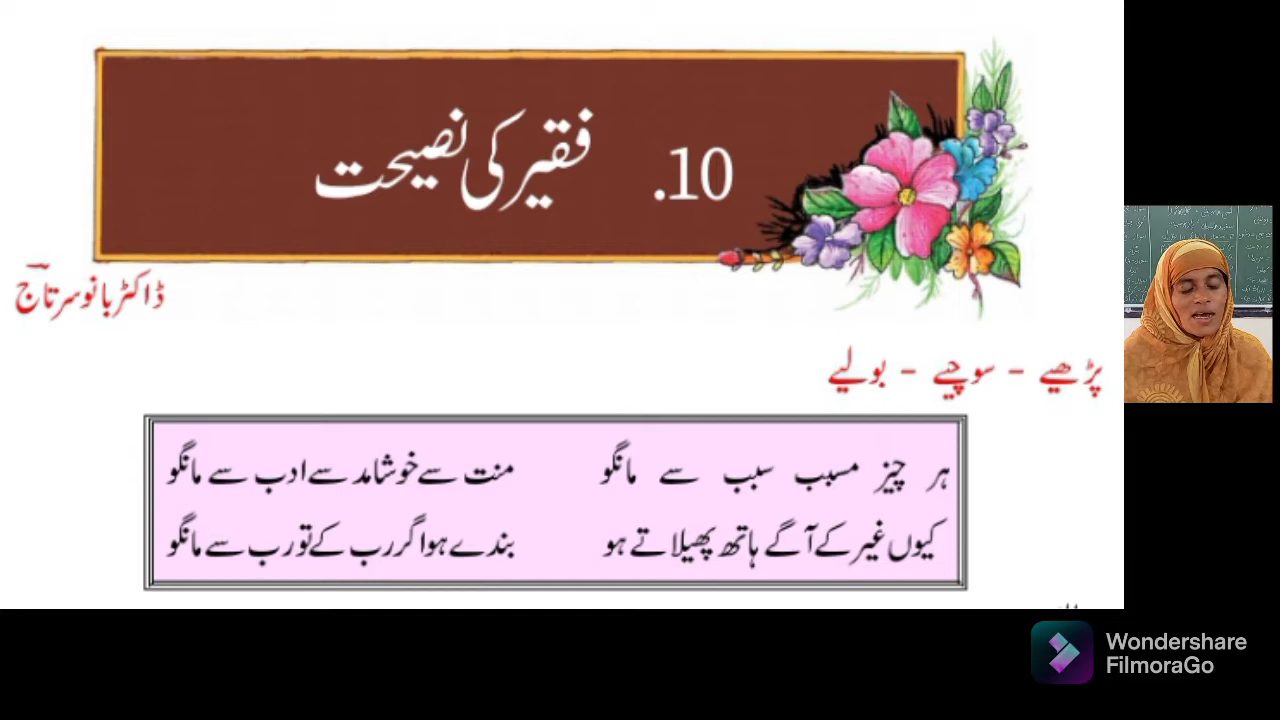 10. فقیر کی نصیحت
ڈاکٹر بانو سرتاج
پڑھیے - سوچیے - بولیے
ہر چیز مسبب سبب سے مانگو منت سے خوشامد سے ادب سے مانگو
کیوں غیر کے آگے ہاتھ پھیلاتے ہو بندے ہو اگر رب کے تو رب سے مانگو
Wondershare
FilmoraGo